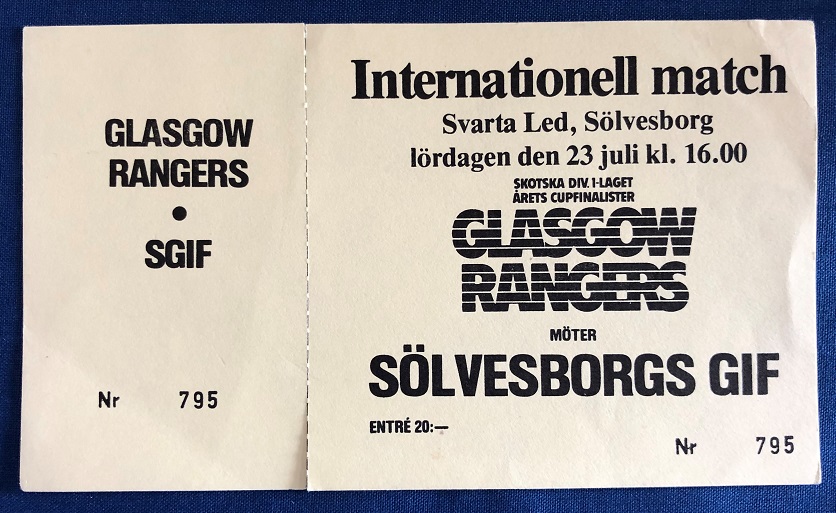 GLASGOW
RANGERS
•
SGIF
Nr 795
Internationell match
Svarta Led, Sölvesborg
lördagen den 23 juli kl. 16.00
SKOTSKA DIV. 1-LAGET
ÅRETS CUPFINALISTER
GLASGOW
RANGERS
MÖTER
SÖLVESBORGS GIF
ENTRÉ 20:—
Nr 795